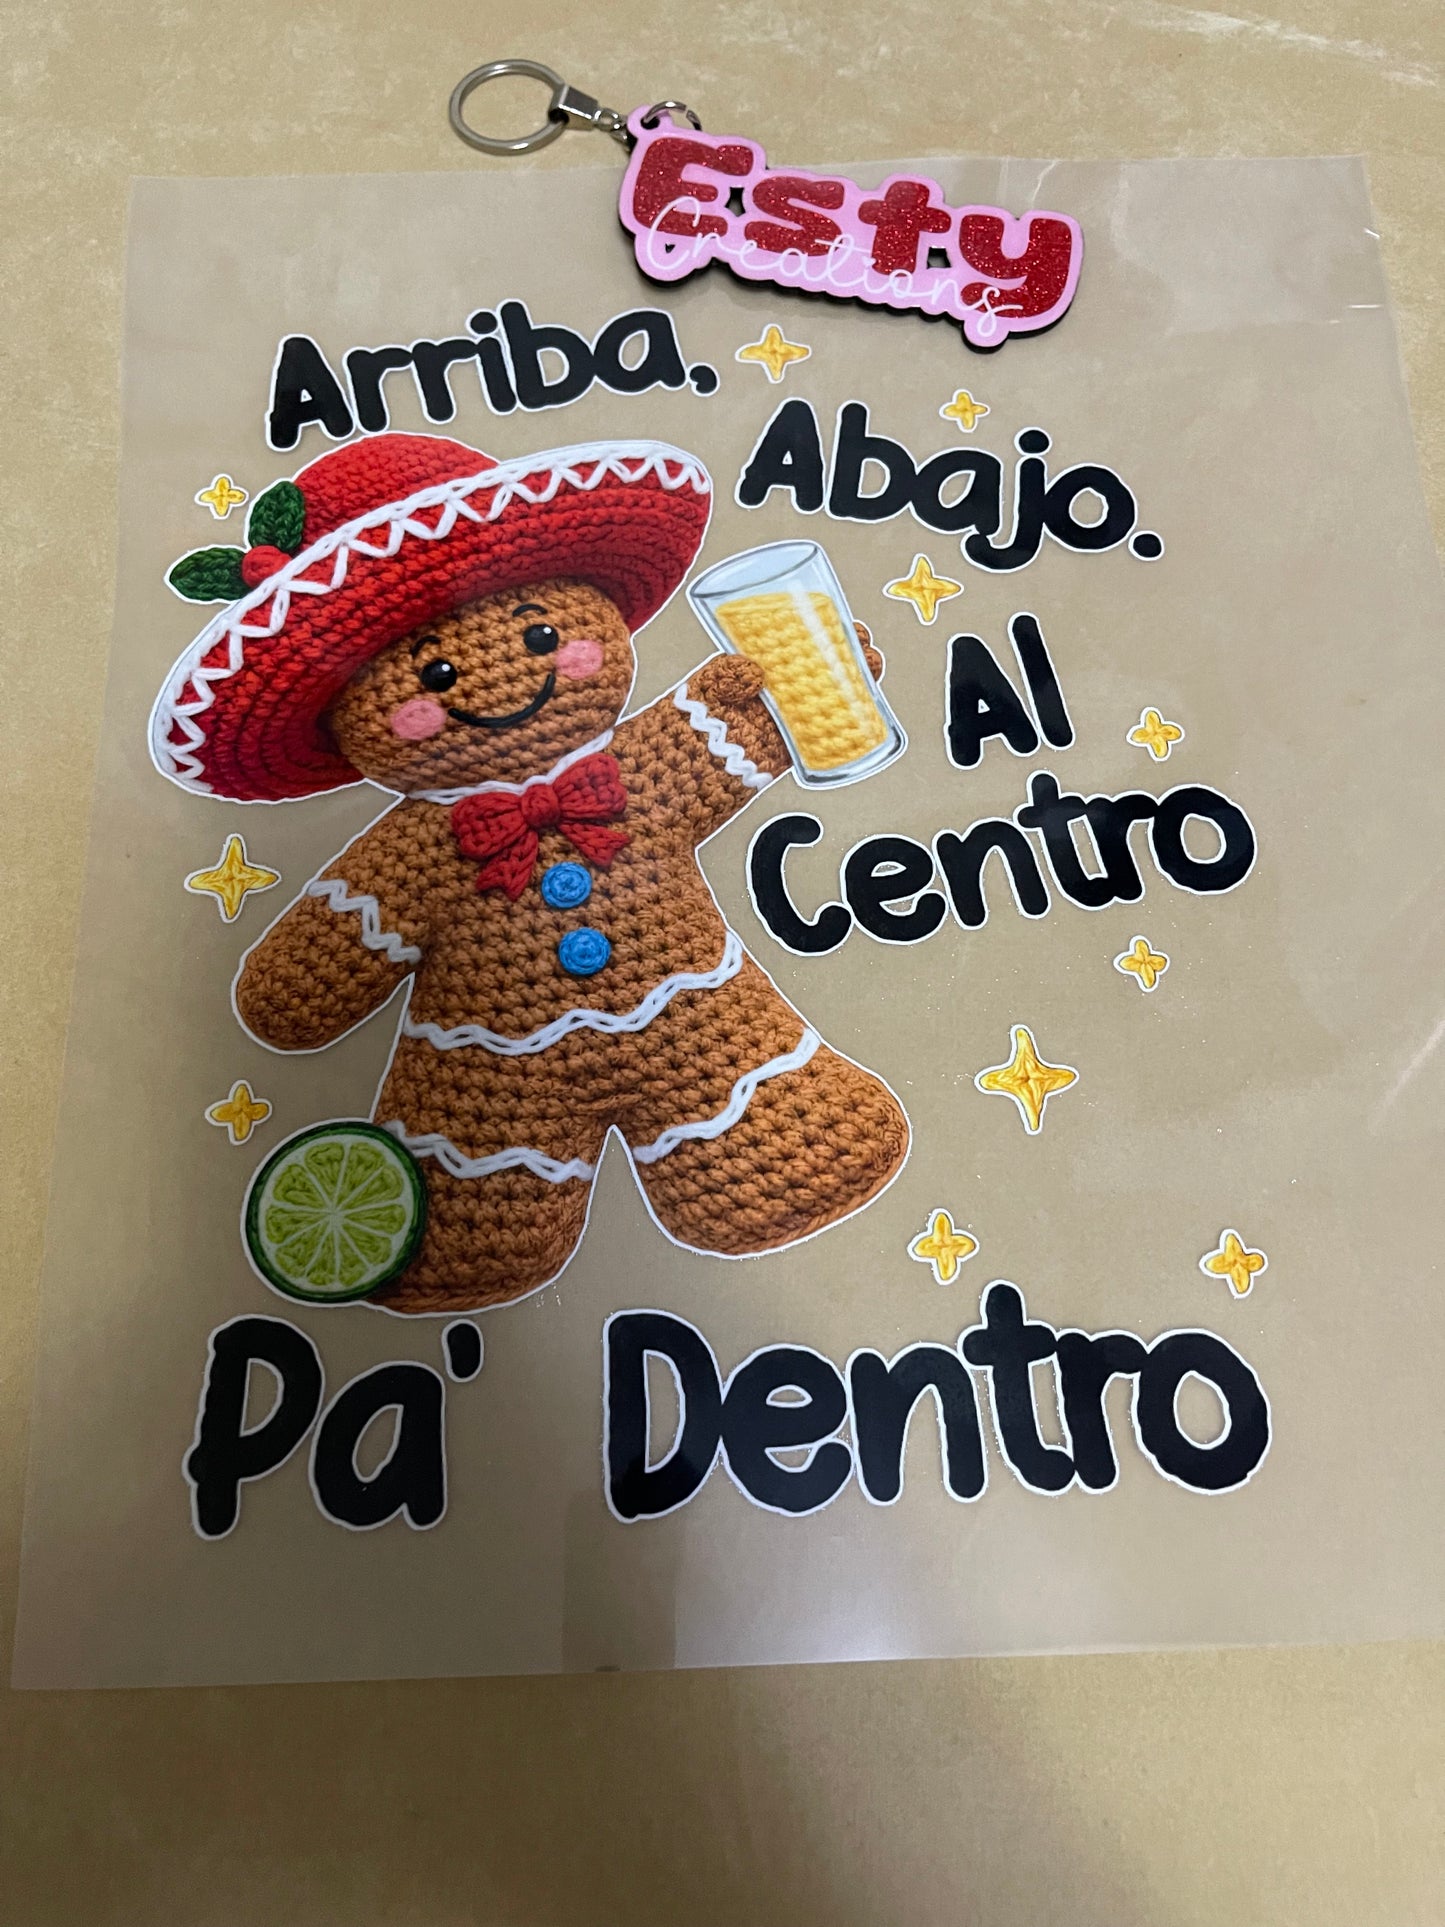 Esty
Creations
Arriba,
Abajo.
Al
Centro
Pa' Dentro